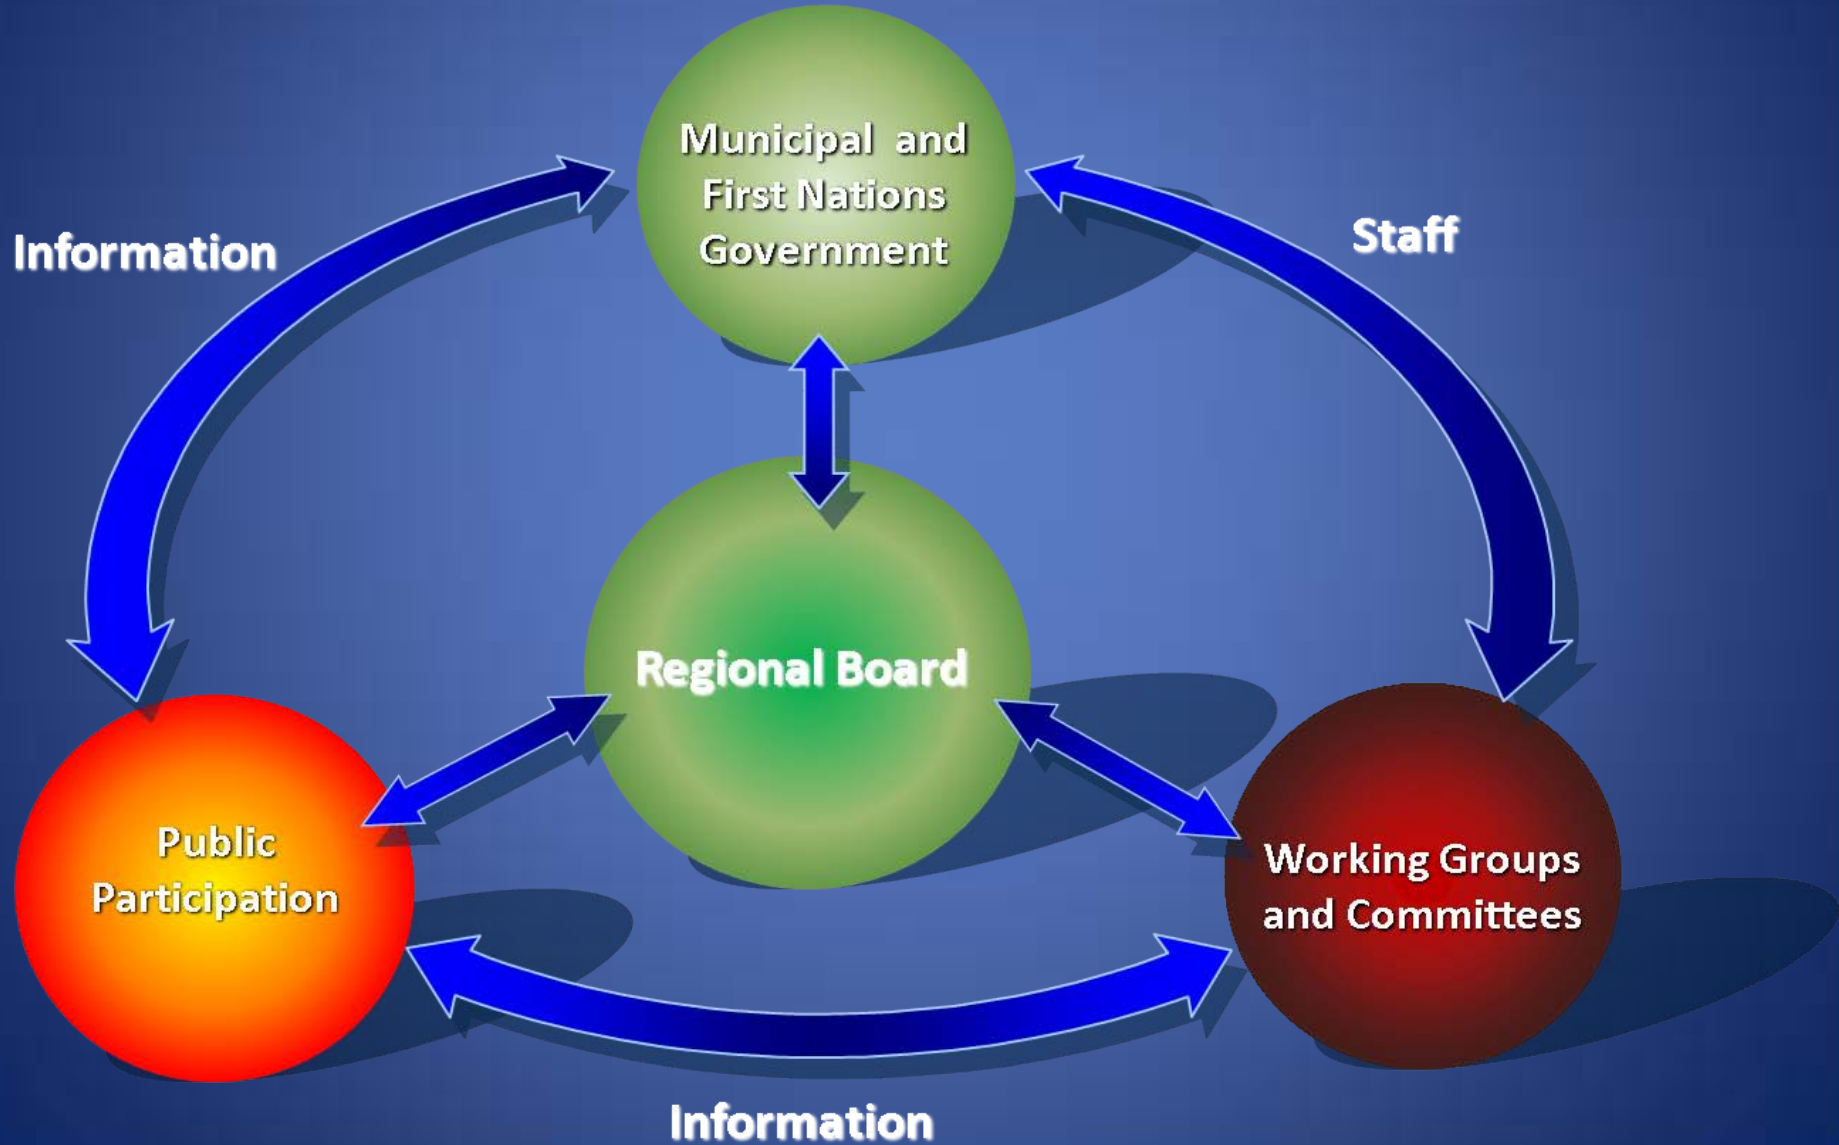 Municipal and
First Nations
Government
Information
Staff
Regional Board
Public
Participation
Working Groups
and Committees
Information